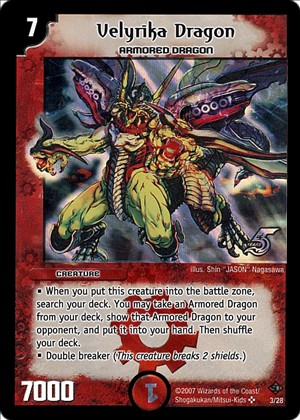 7
Velyrika Dragon
ARMORED DRAGON
illus. Shin "JASON" Nagasawa
CREATURE
▪ When you put this creature into the battle zone,
search your deck. You may take an Armored Dragon
from your deck, show that Armored Dragon to your
opponent, and put it into your hand. Then shuffle
your deck.
▪ Double breaker (This creature breaks 2 shields.)
7000
1
©2007 Wizards of the Coast/
Shogakukan/Mitsui-Kids
3/28